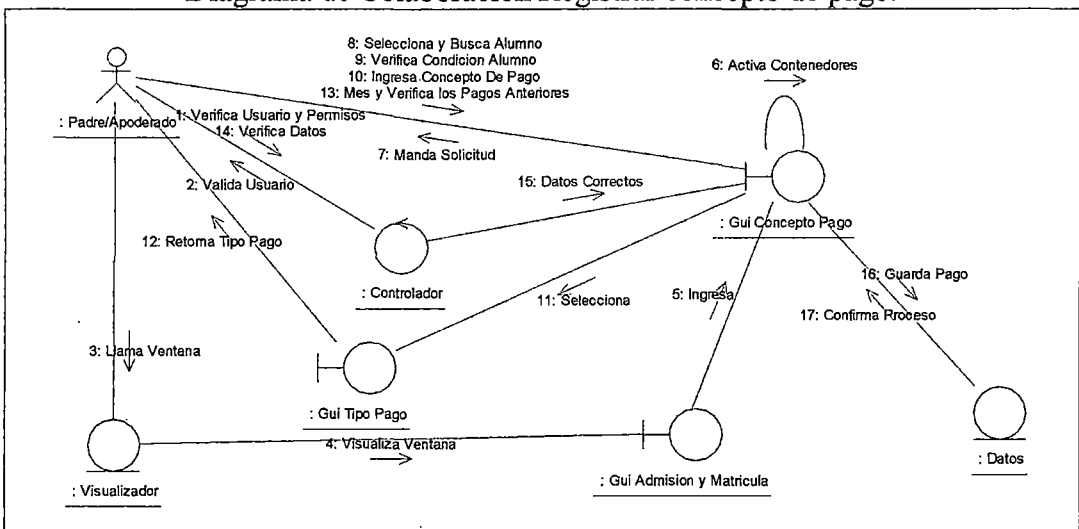 8: Selecciona y Busca Alumno
9: Verifica Condicion Alumno
10: Ingresa Concepto De Pago
13: Mes y Verifica los Pagos Anteriores
6: Activa Contenedores
: Padre/Apoderado
1: Verifica Usuario y Permisos
14: Verifica Datos
7: Manda Solicitud
2: Valida Usuario
15: Datos Correctos
: Gui Concepto Pago
12: Retorna Tipo Pago
: Controlador
11: Selecciona
5: Ingresa
16: Guarda Pago
17: Confirma Proceso
3: Llama Ventana
: Gui Tipo Pago
4: Visualiza Ventana
: Visualizador
: Gui Admision y Matricula
: Datos